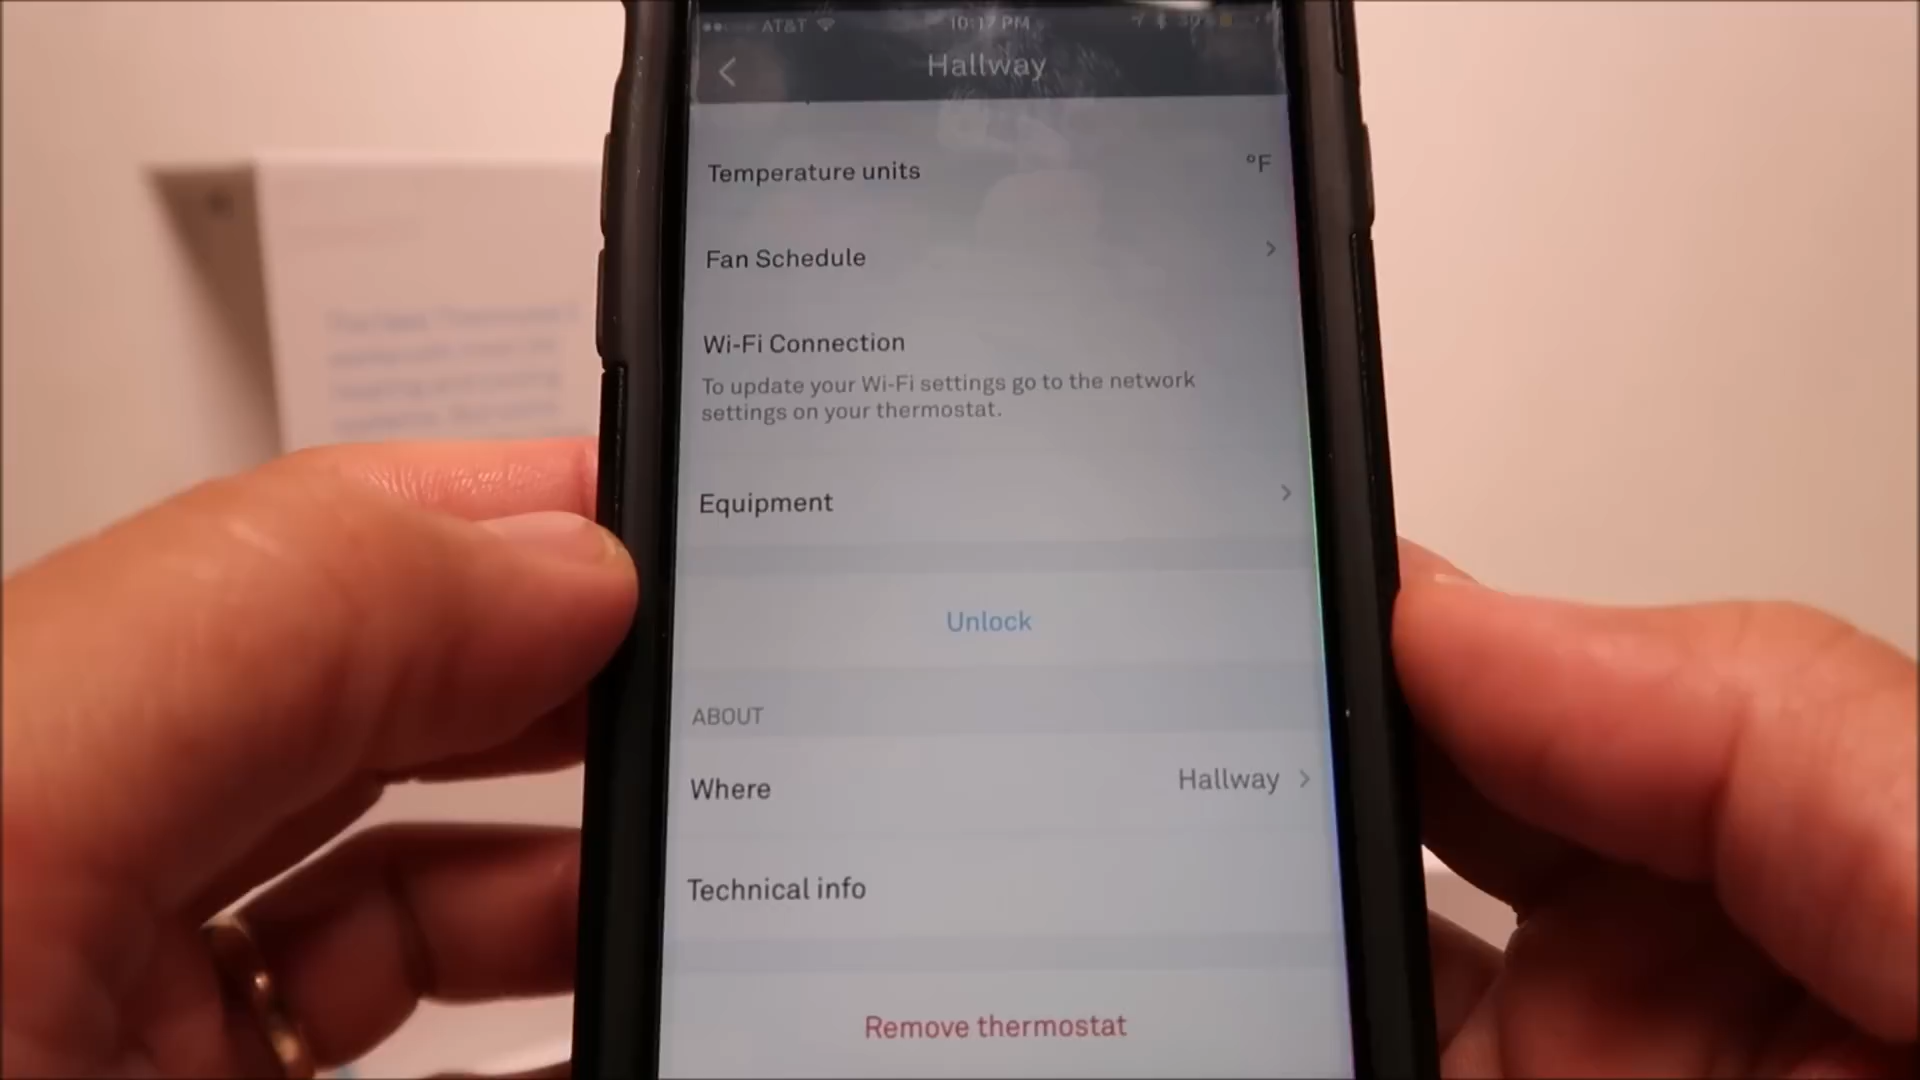 AT&T 10:17 PM
Hallway
Temperature units °F
Fan Schedule
Wi-Fi Connection
To update your Wi-Fi settings go to the network
settings on your thermostat.
Equipment
Unlock
ABOUT
Where Hallway
Technical info
Remove thermostat